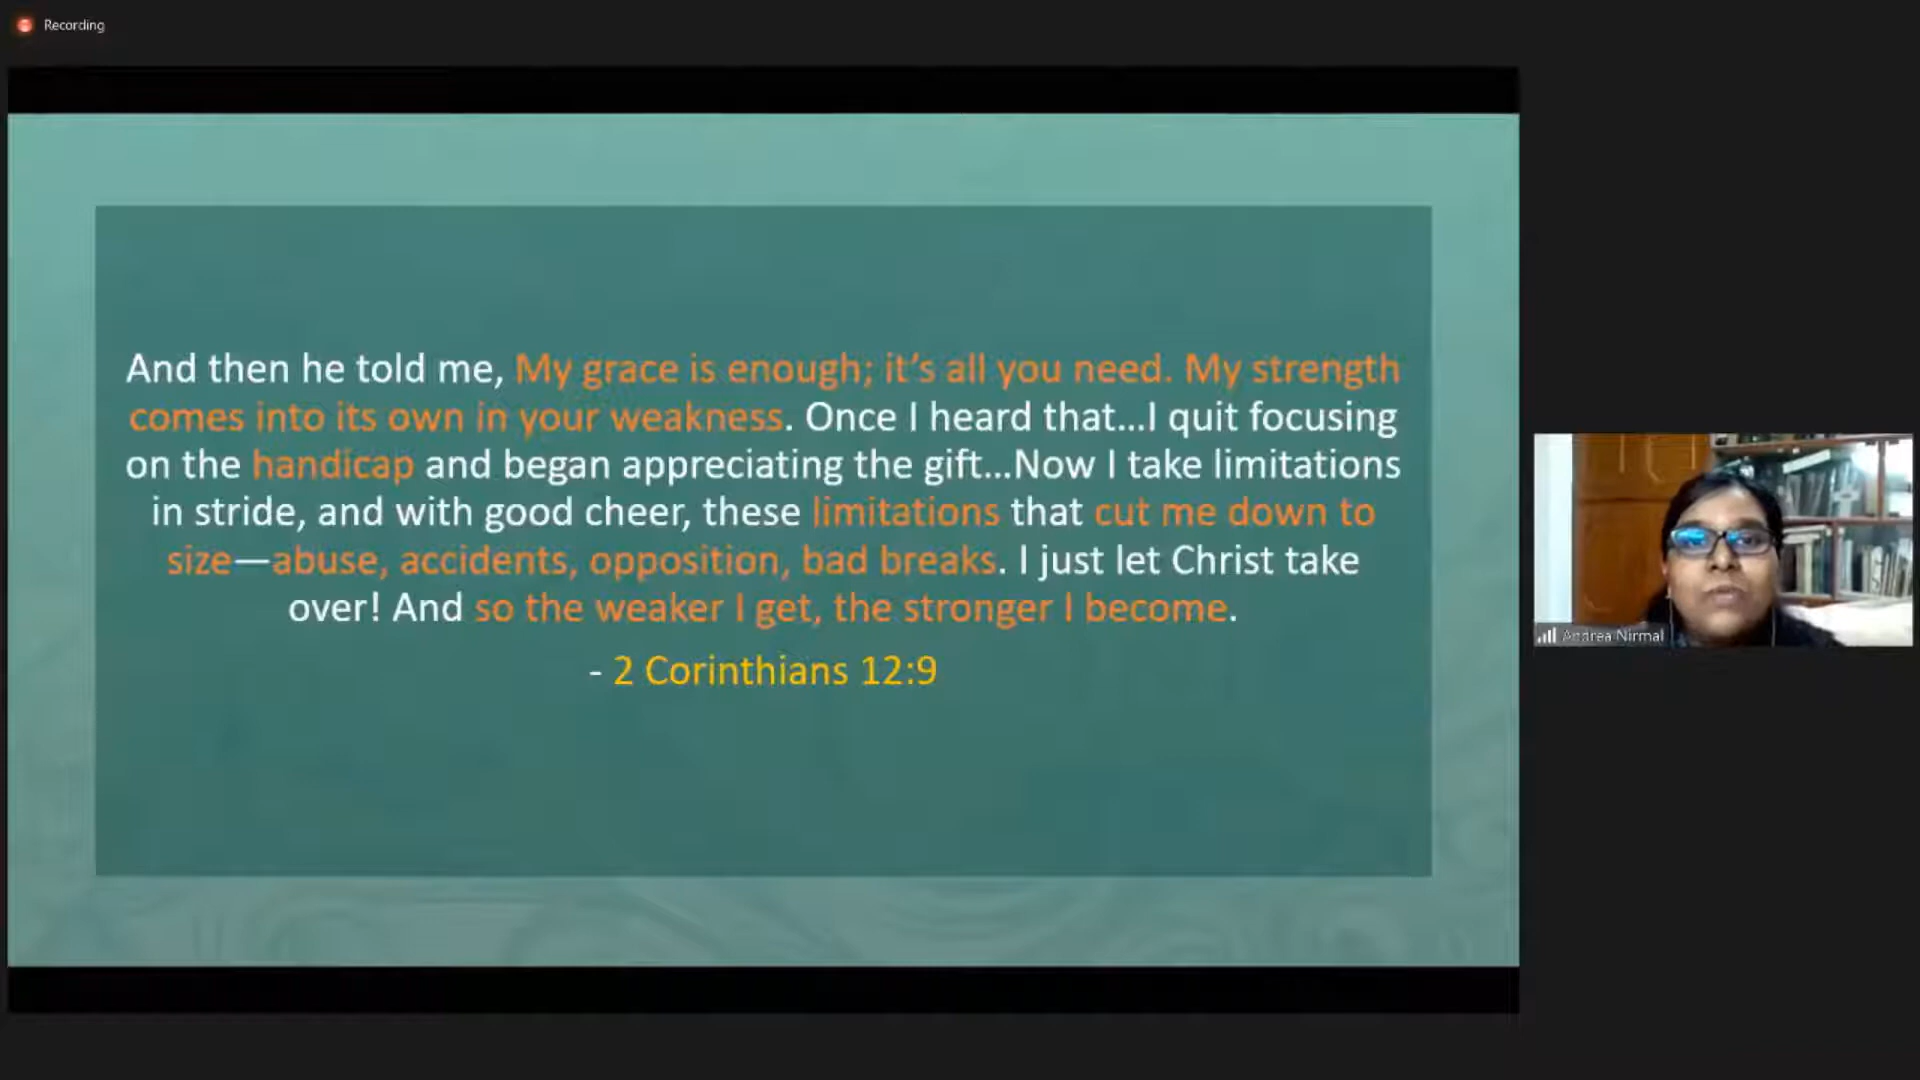 Recording
And then he told me, My grace is enough; it’s all you need. My strength
comes into its own in your weakness. Once I heard that...I quit focusing
on the handicap and began appreciating the gift...Now I take limitations
in stride, and with good cheer, these limitations that cut me down to
size—abuse, accidents, opposition, bad breaks. I just let Christ take
over! And so the weaker I get, the stronger I become.
- 2 Corinthians 12:9
Andrea Nirmal